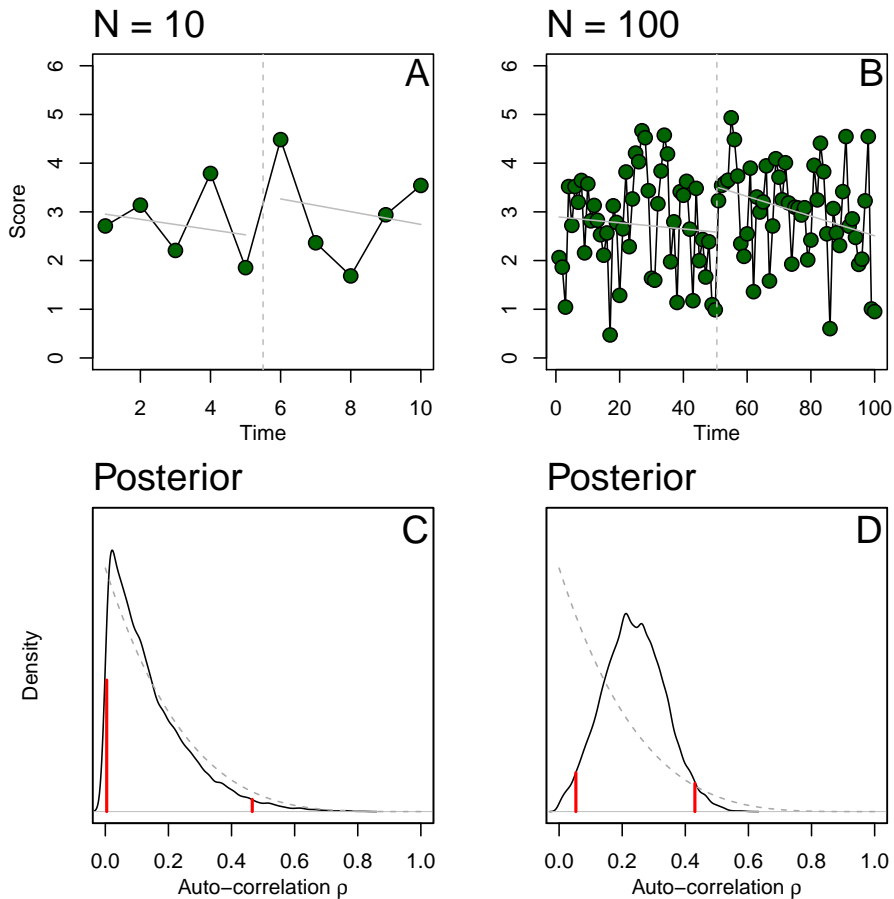 N = 10
N = 100
A
B
Score
0 1 2 3 4 5 6
0 1 2 3 4 5 6
2 4 6 8 10
0 20 40 60 80 100
Time
Time
Posterior
Posterior
C
D
Density
0.0 0.2 0.4 0.6 0.8 1.0
0.0 0.2 0.4 0.6 0.8 1.0
Auto−correlation ρ
Auto−correlation ρ